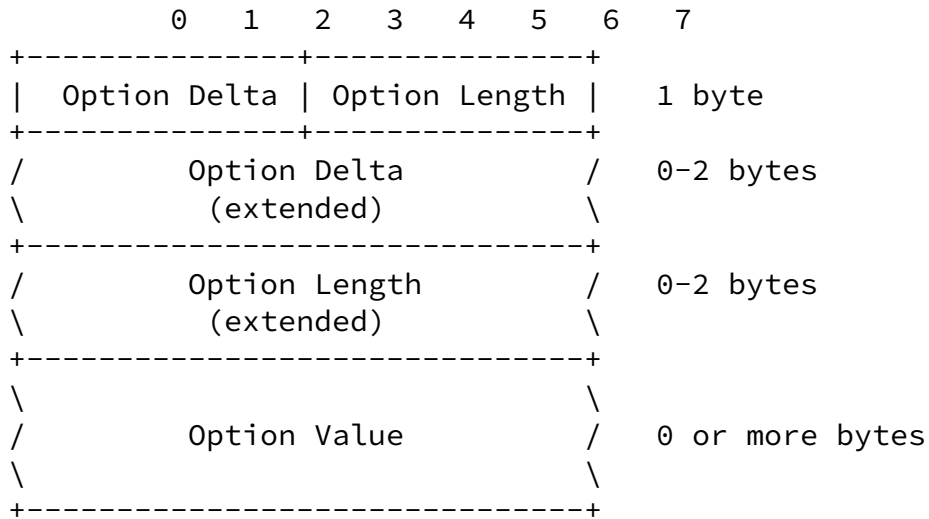 0   1   2   3   4   5   6   7
+---------------+---------------+
|  Option Delta | Option Length |   1 byte
+---------------+---------------+
/         Option Delta          /   0-2 bytes
\          (extended)           \
+-------------------------------+
/         Option Length         /   0-2 bytes
\          (extended)           \
+-------------------------------+
\                               \
/         Option Value          /   0 or more bytes
\                               \
+-------------------------------+